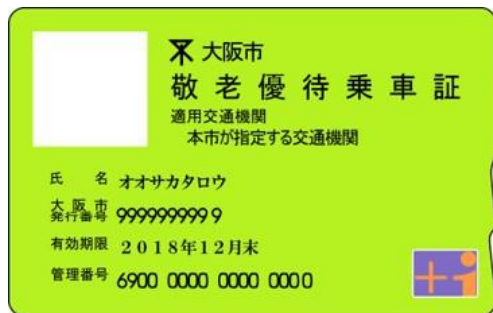 大阪市
敬老優待乗車証
適用交通機関
本市が指定する交通機関
氏 名 オオサカタロウ
大阪市
発行番号 9999999999
有効期限 2018年12月末
管理番号 6900 0000 0000 0000
+i